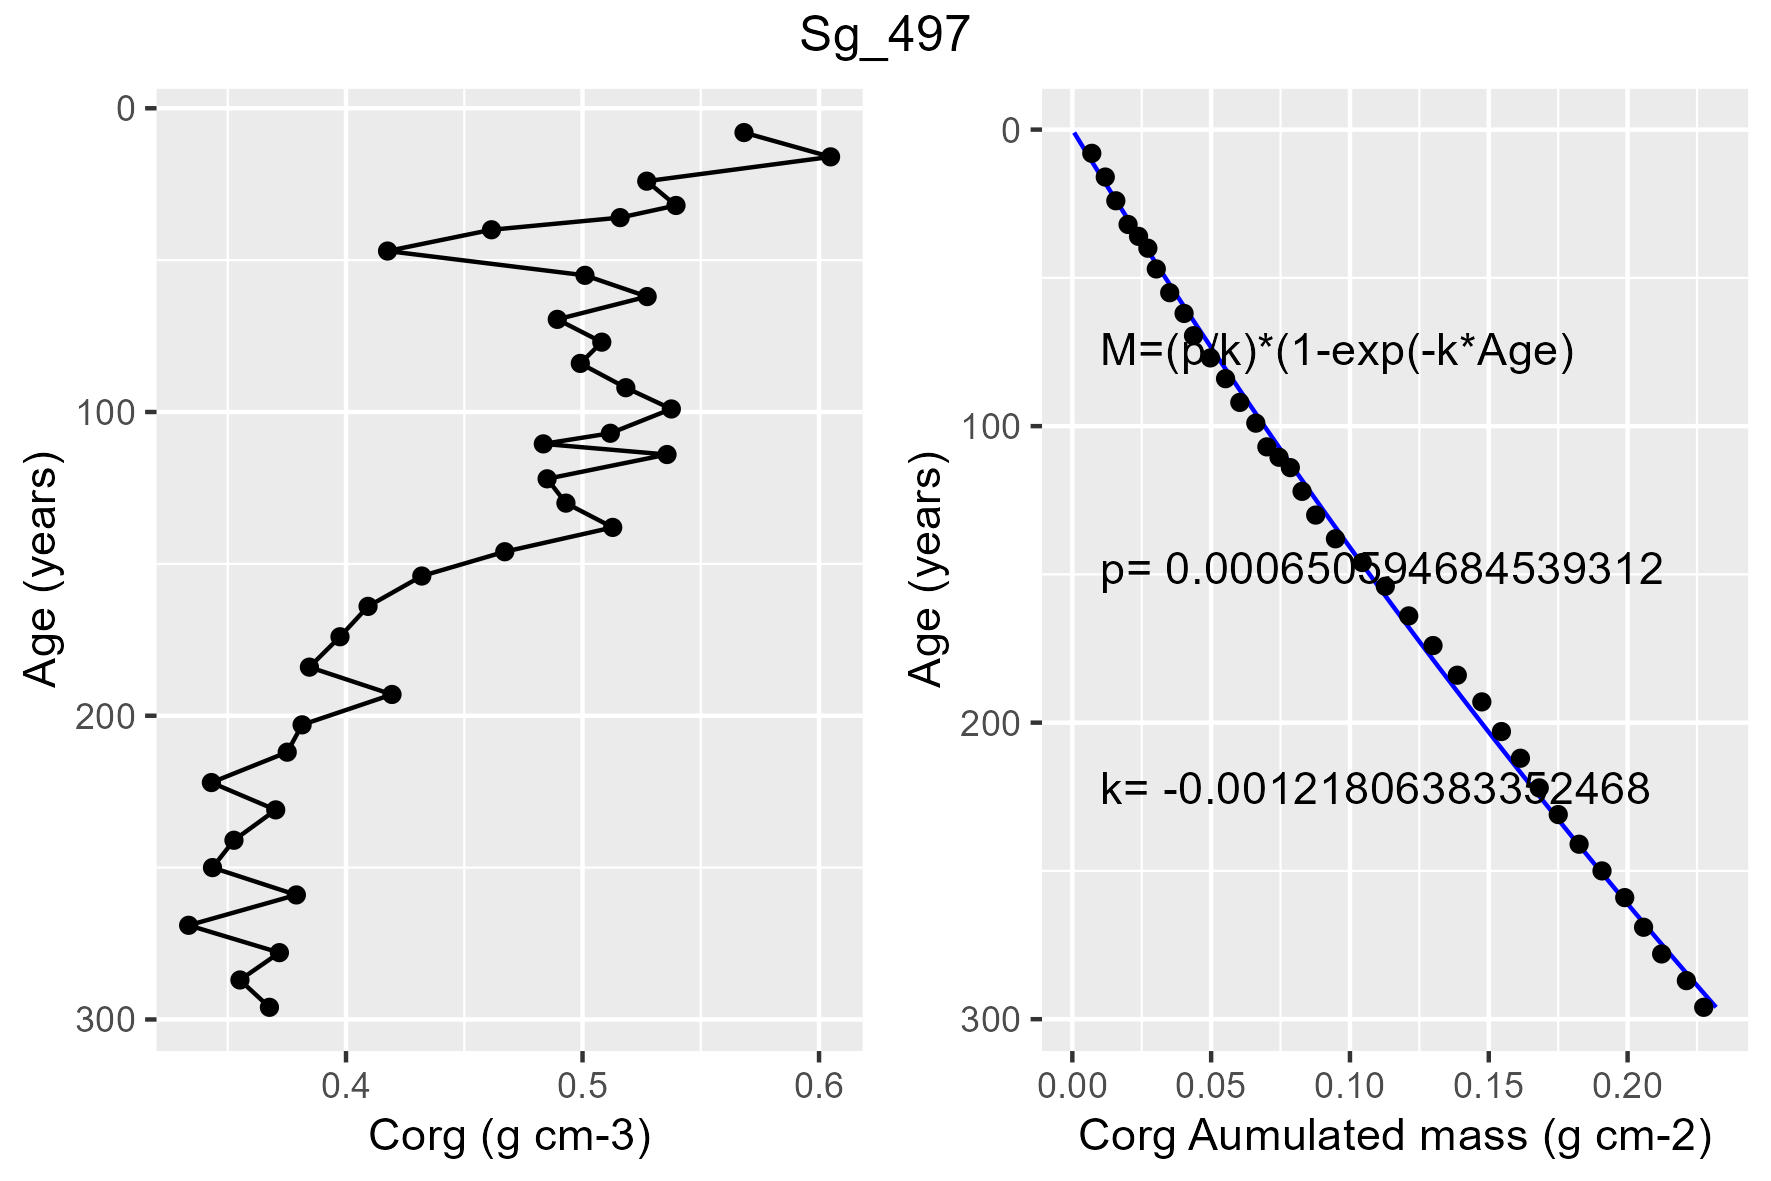 Sg_497
0
100
200
300
Age (years)
0.4 0.5 0.6
Corg (g cm-3)
0
100
200
300
Age (years)
M=(p/k)*(1-exp(-k*Age)
p= 0.000650594684539312
k= -0.00121806383352468
0.00 0.05 0.10 0.15 0.20
Corg Aumulated mass (g cm-2)